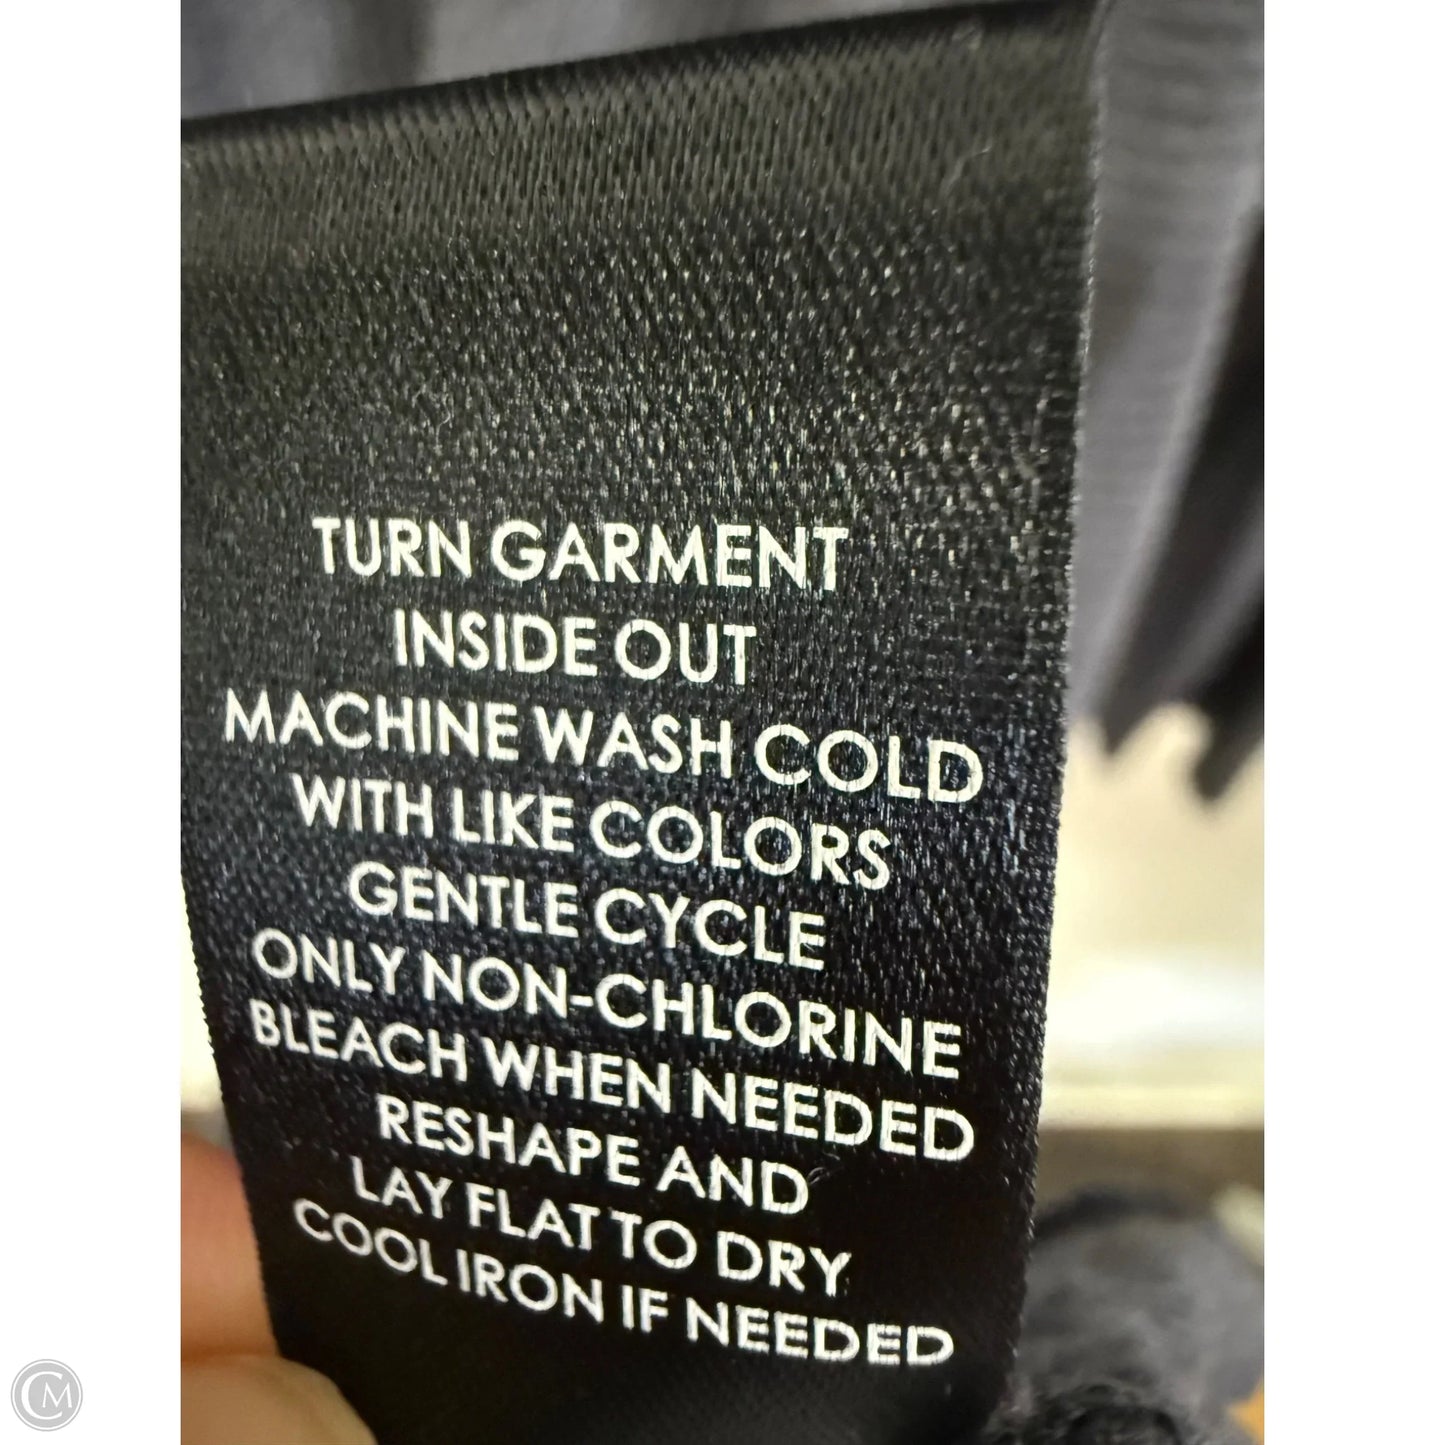 TURN GARMENT
INSIDE OUT
MACHINE WASH COLD
WITH LIKE COLORS
GENTLE CYCLE
ONLY NON-CHLORINE
BLEACH WHEN NEEDED
RESHAPE AND
LAY FLAT TO DRY
COOL IRON IF NEEDED
CM